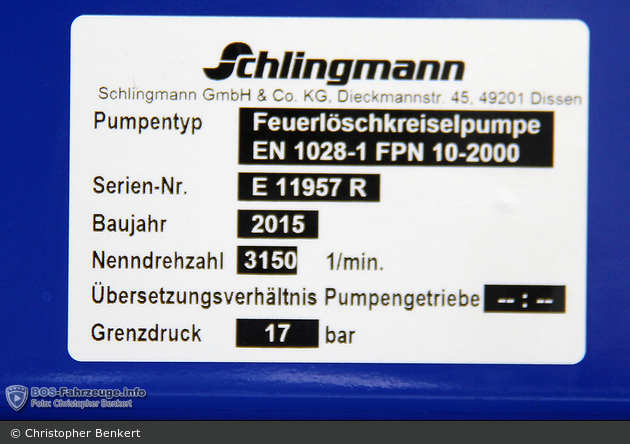 Schlingmann
Schlingmann GmbH & Co. KG, Dieckmannstr. 45, 49201 Dissen
Pumpentyp Feuerlöschkreiselpumpe
EN 1028-1 FPN 10-2000
Serien-Nr. E 11957 R
Baujahr 2015
Nenndrehzahl 3150 1/min.
Übersetzungsverhältnis Pumpengetriebe -- : --
Grenzdruck 17 bar
BOS-Fahrzeuge.Info
Foto: Christopher Benkert
© Christopher Benkert